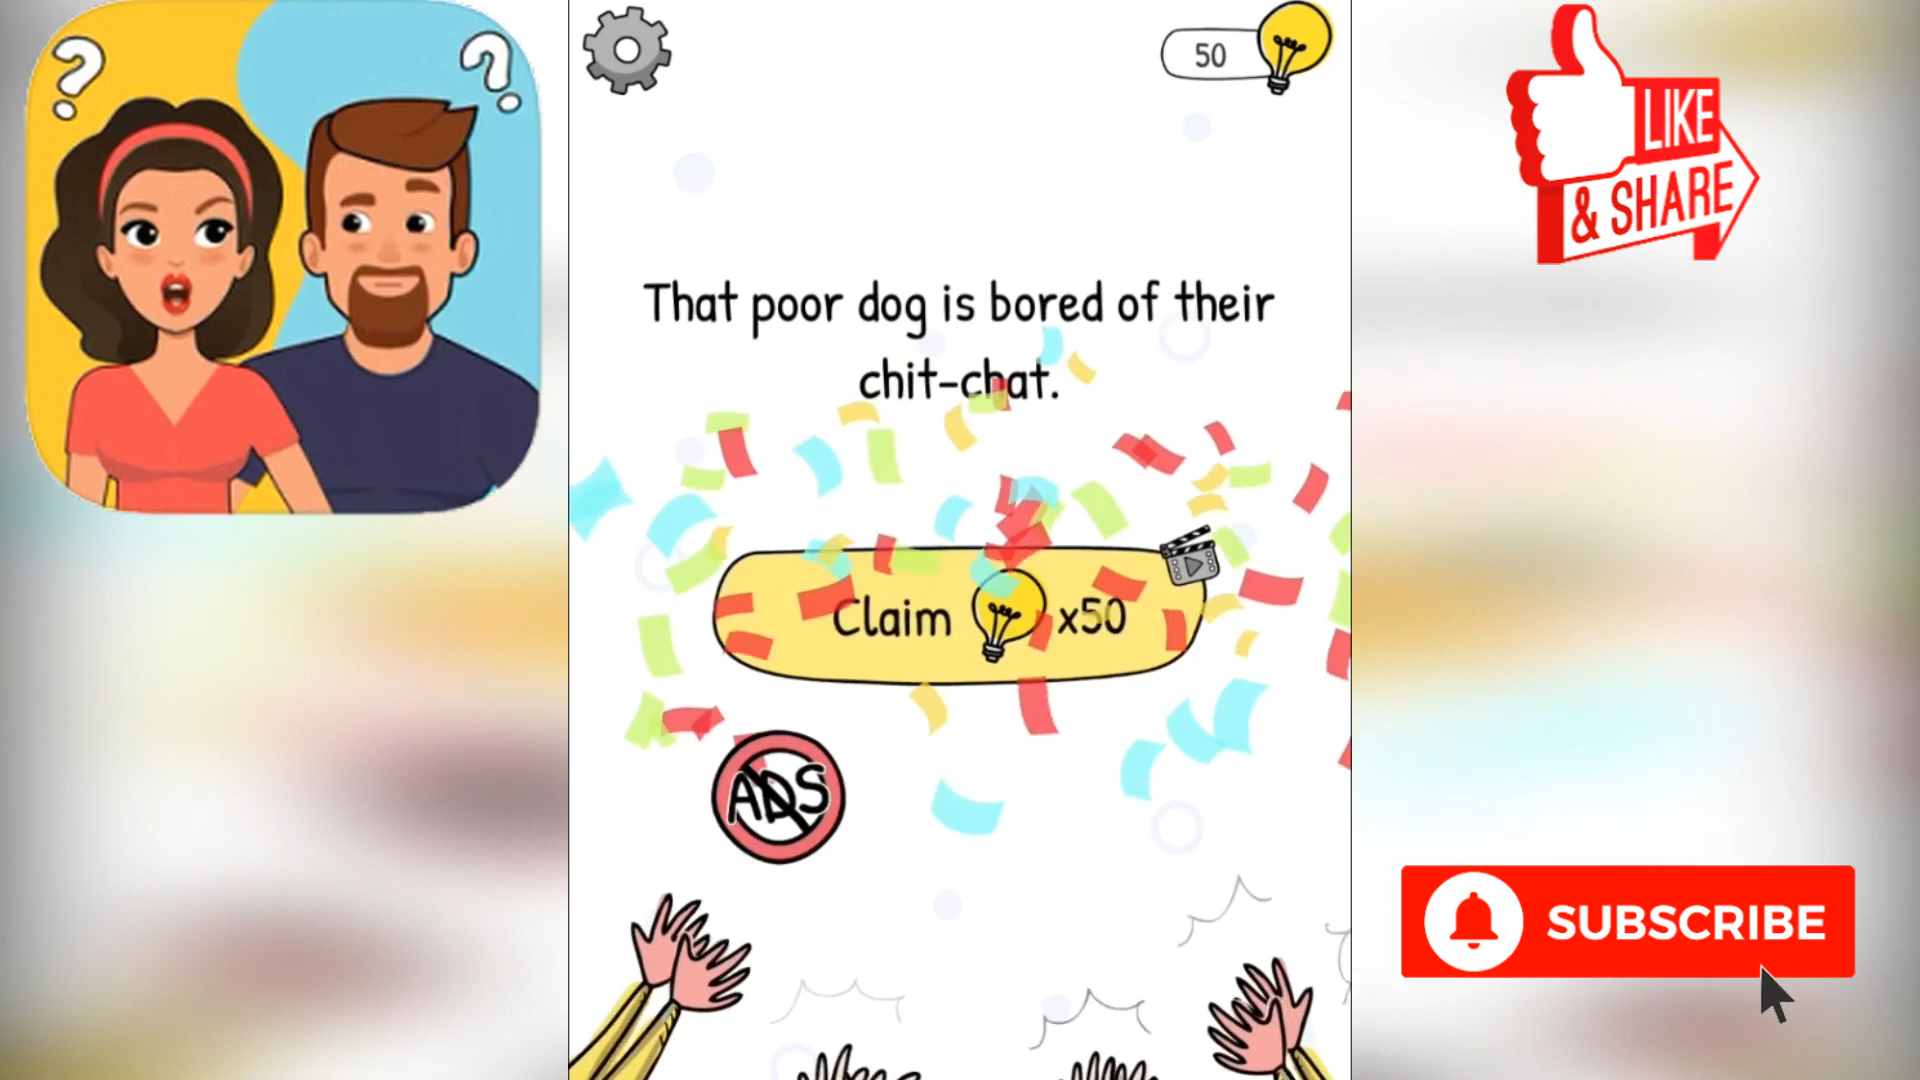 ?
?
50
LIKE
& SHARE
That poor dog is bored of their
chit-chat.
Claim x50
ADS
SUBSCRIBE